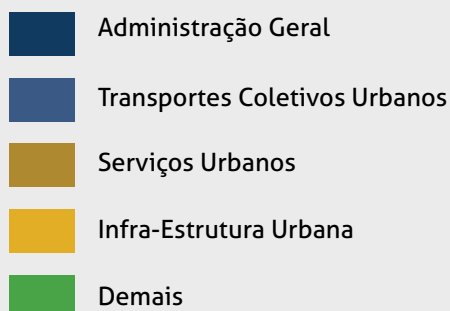 Administração Geral
Transportes Coletivos Urbanos
Serviços Urbanos
Infra-Estrutura Urbana
Demais